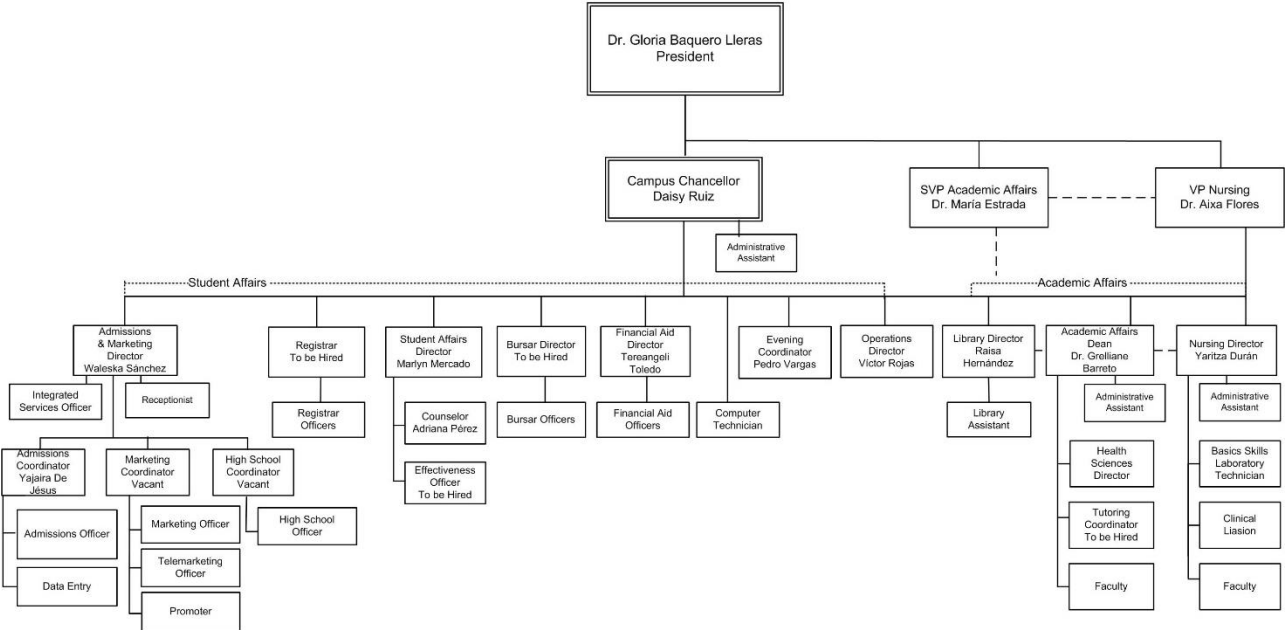 Dr. Gloria Baquero Lleras
President
Campus Chancellor
Daisy Ruiz
SVP Academic Affairs
Dr. María Estrada
VP Nursing
Dr. Aixa Flores
Administrative
Assistant
Student Affairs
Academic Affairs
Admissions
& Marketing
Director
Waleska Sánchez
Registrar
To be Hired
Student Affairs
Director
Marlyn Mercado
Bursar Director
To be Hired
Financial Aid
Director
Tereangeli
Toledo
Evening
Coordinator
Pedro Vargas
Operations
Director
Víctor Rojas
Library Director
Raisa
Hernández
Academic Affairs
Dean
Dr. Grelliane
Barreto
Nursing Director
Yaritza Durán
Integrated
Services Officer
Receptionist
Registrar
Officers
Counselor
Adriana Pérez
Bursar Officers
Financial Aid
Officers
Computer
Technician
Library
Assistant
Administrative
Assistant
Administrative
Assistant
Admissions
Coordinator
Yajaira De
Jésus
Marketing
Coordinator
Vacant
High School
Coordinator
Vacant
Effectiveness
Officer
To be Hired
Health
Sciences
Director
Basics Skills
Laboratory
Technician
Admissions Officer
Marketing Officer
High School
Officer
Tutoring
Coordinator
To be Hired
Clinical
Liasion
Data Entry
Telemarketing
Officer
Faculty
Faculty
Promoter